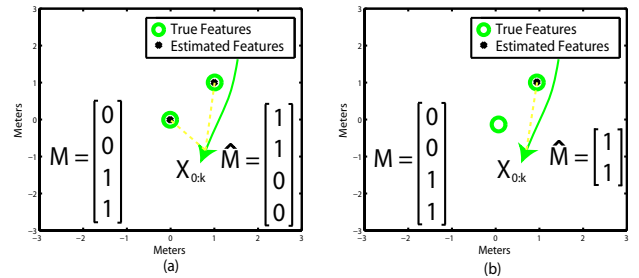 True Features
Estimated Features
3
2
1
0
−1
−2
−3
Meters
M = [0 0 1 1]
X0:k
M̂ = [1 1 0 0]
−3 −2 −1 0 1 2 3
Meters
(a)
True Features
Estimated Features
3
2
1
0
−1
−2
−3
Meters
M = [0 0 1 1]
X0:k
M̂ = [1 1]
−3 −2 −1 0 1 2 3
Meters
(b)